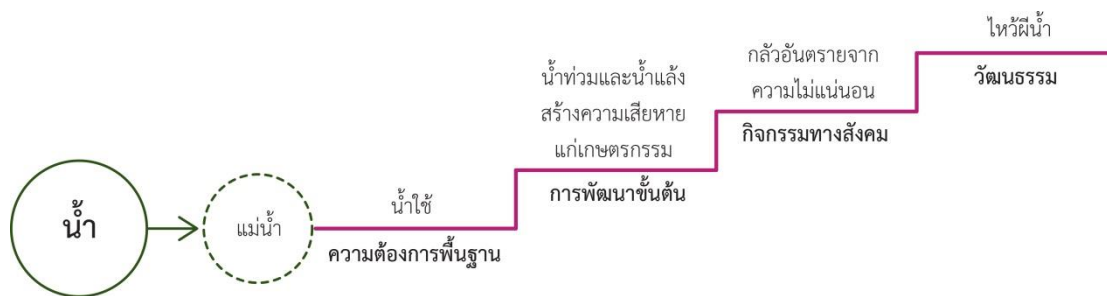 น้ำ
แม่น้ำ
น้ำใช้
ความต้องการพื้นฐาน
น้ำท่วมและน้ำแล้ง
สร้างความเสียหาย
แก่เกษตรกรรม
การพัฒนาขั้นต้น
กลัวอันตรายจาก
ความไม่แน่นอน
กิจกรรมทางสังคม
ไหว้ผีน้ำ
วัฒนธรรม